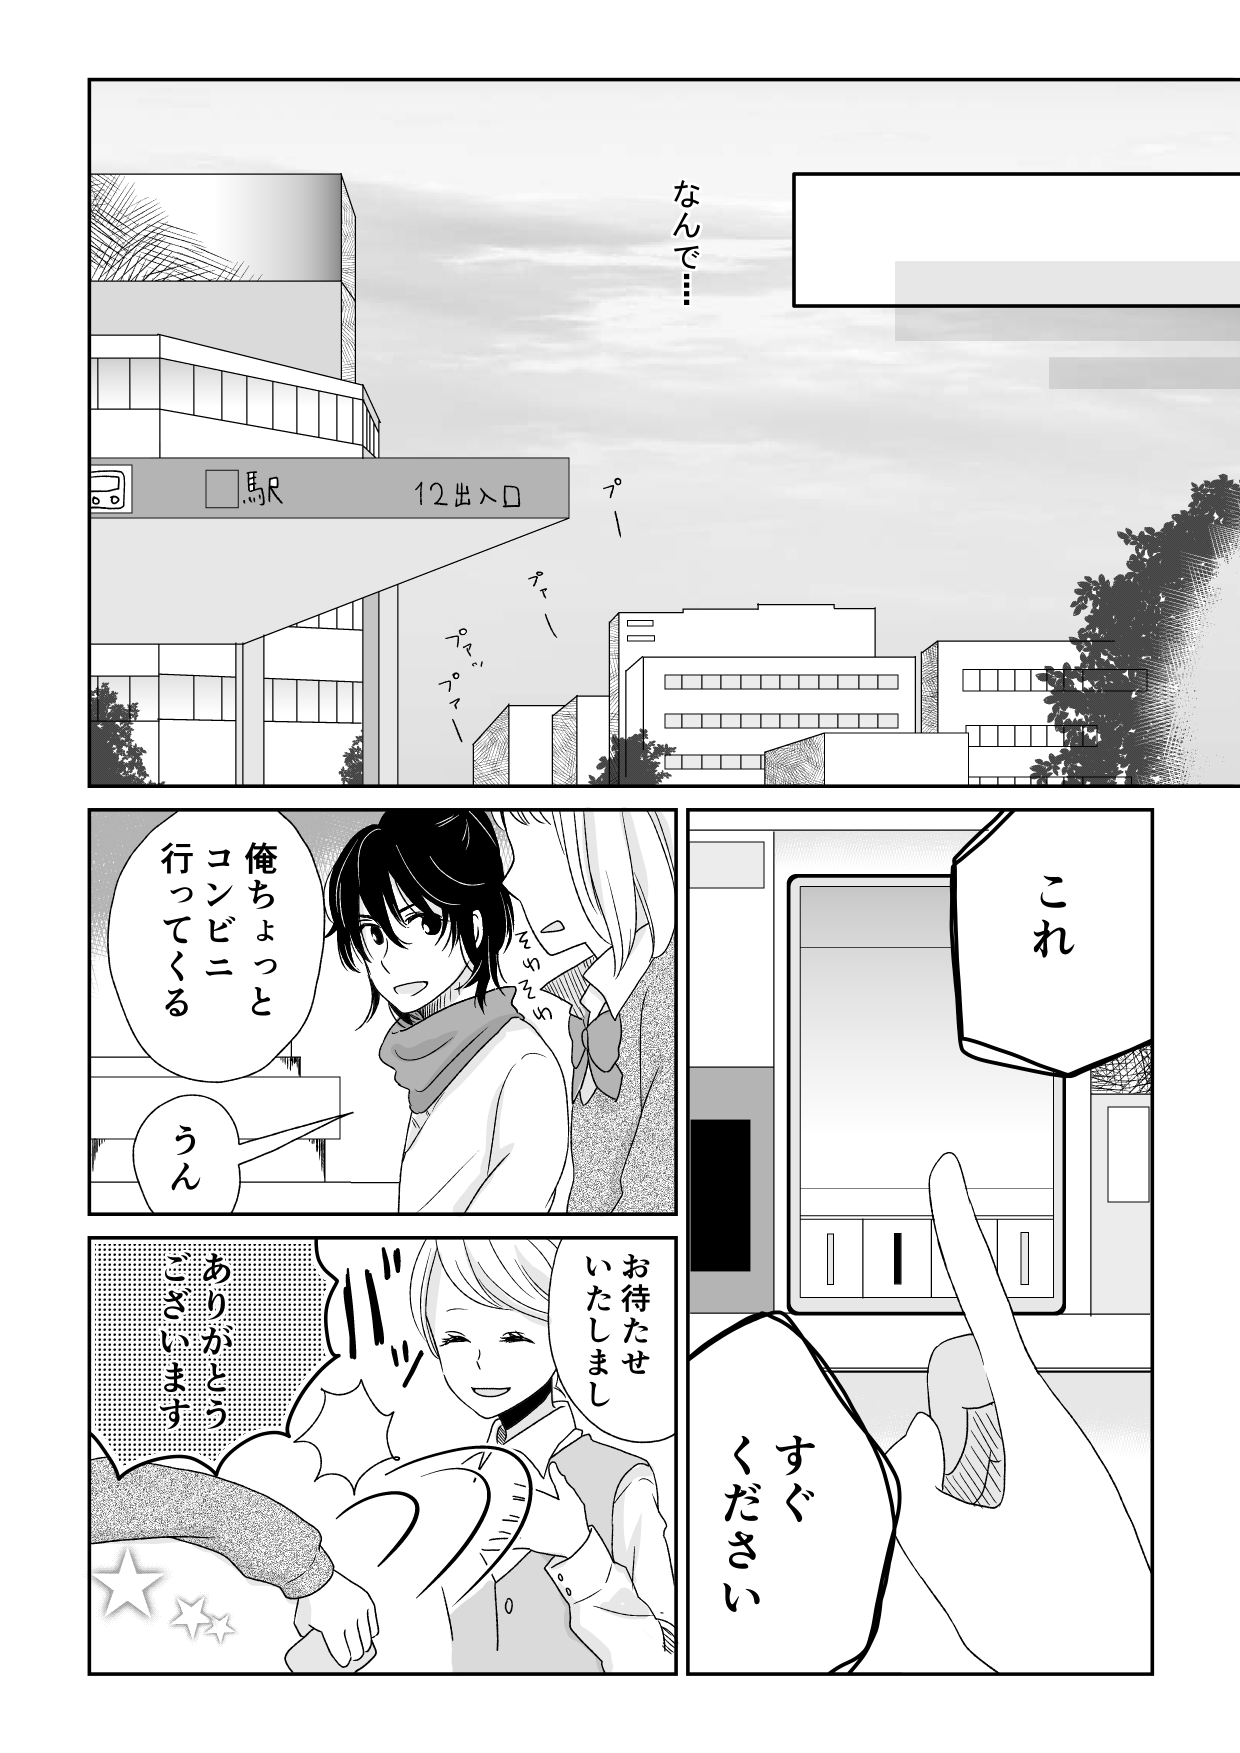 なんで…
駅
12出入口
プー
プァー
プァッ
プァー
これ
すぐ
ください
俺ちょっと
コンビニ
行ってくる
うん
そわ
そわ
お待たせ
いたしまし
ありがとう
ございます